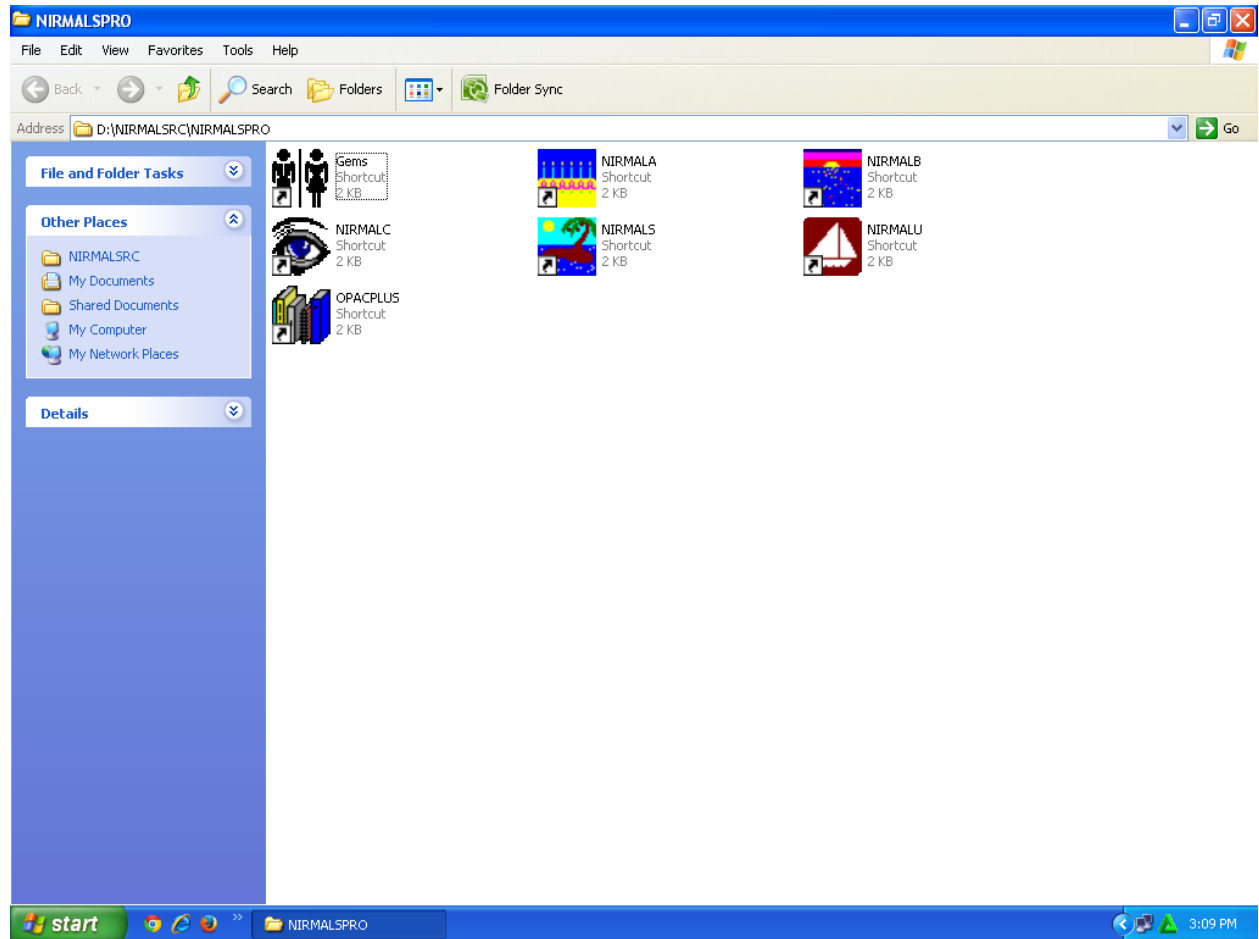 NIRMALSPRO
File Edit View Favorites Tools Help
Back Search Folders Folder Sync
Address D:\NIRMALSRC\NIRMALSPRO Go
File and Folder Tasks
Other Places
NIRMALSRC
My Documents
Shared Documents
My Computer
My Network Places
Details
Gems
Shortcut
2 KB
NIRMALA
Shortcut
2 KB
NIRMALB
Shortcut
2 KB
NIRMALC
Shortcut
2 KB
NIRMALS
Shortcut
2 KB
NIRMALU
Shortcut
2 KB
OPACPLUS
Shortcut
2 KB
start NIRMALSPRO 3:09 PM